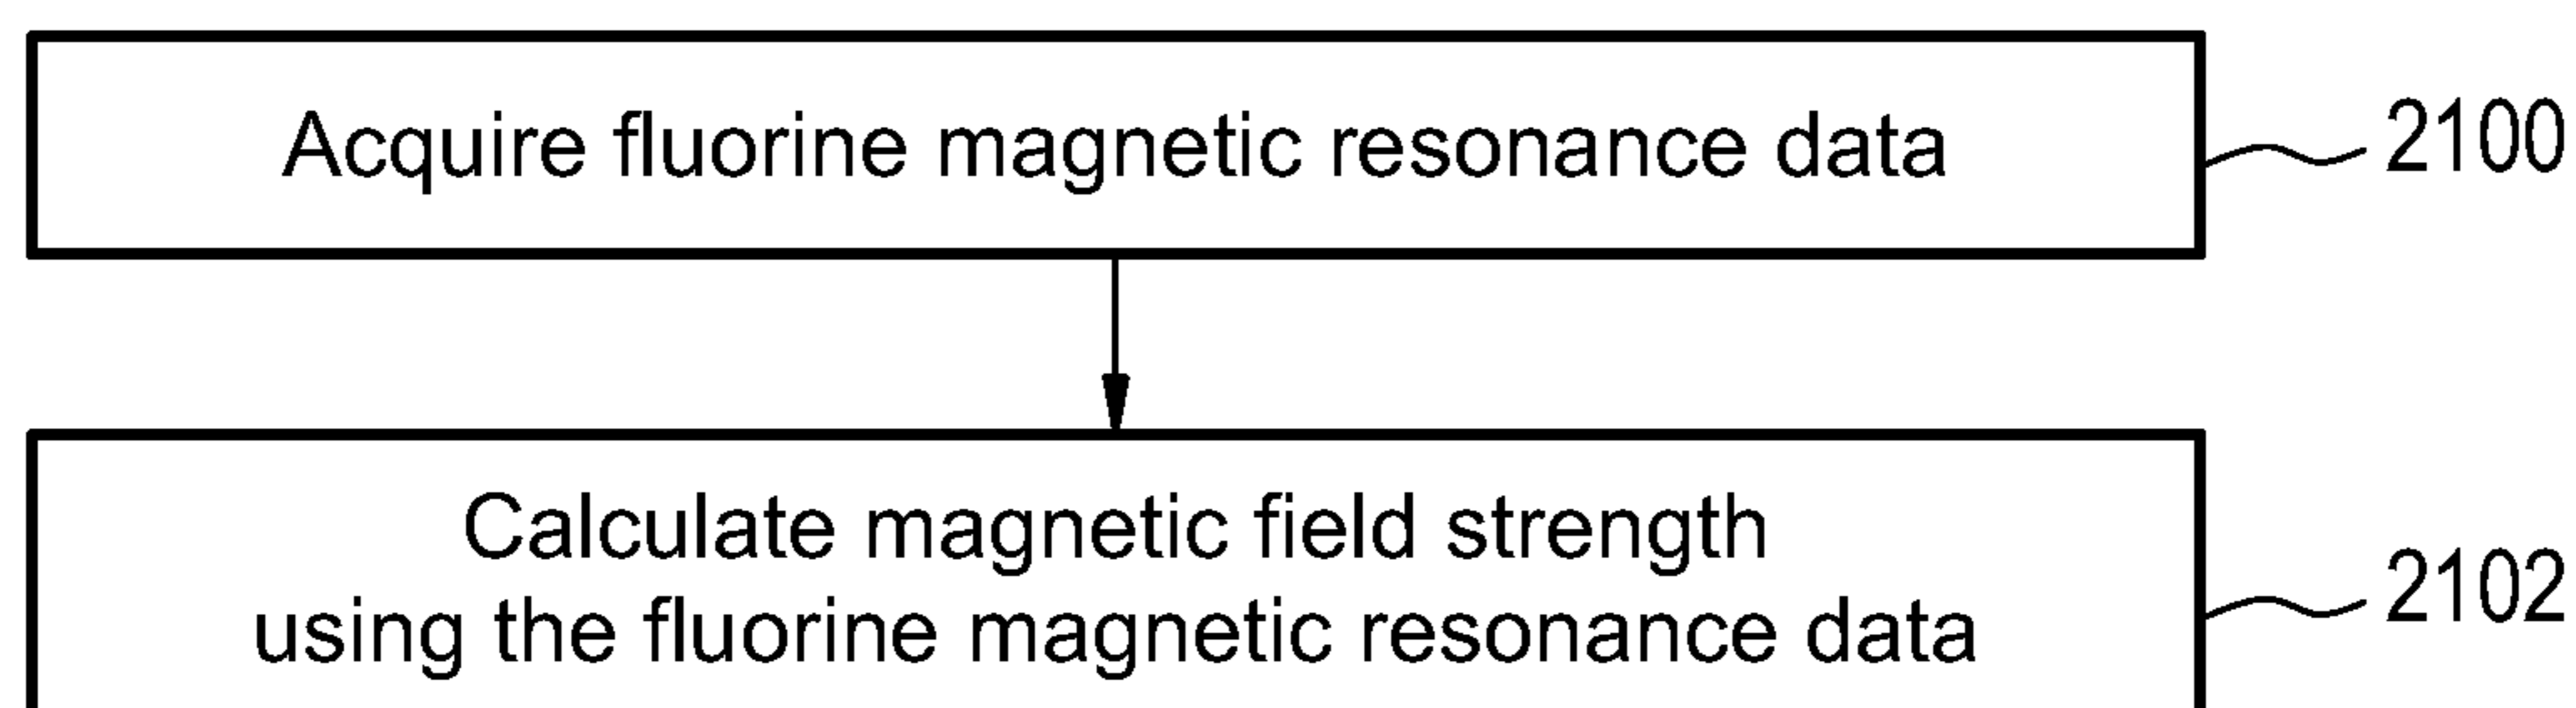 Acquire fluorine magnetic resonance data
2100
Calculate magnetic field strength
using the fluorine magnetic resonance data
2102